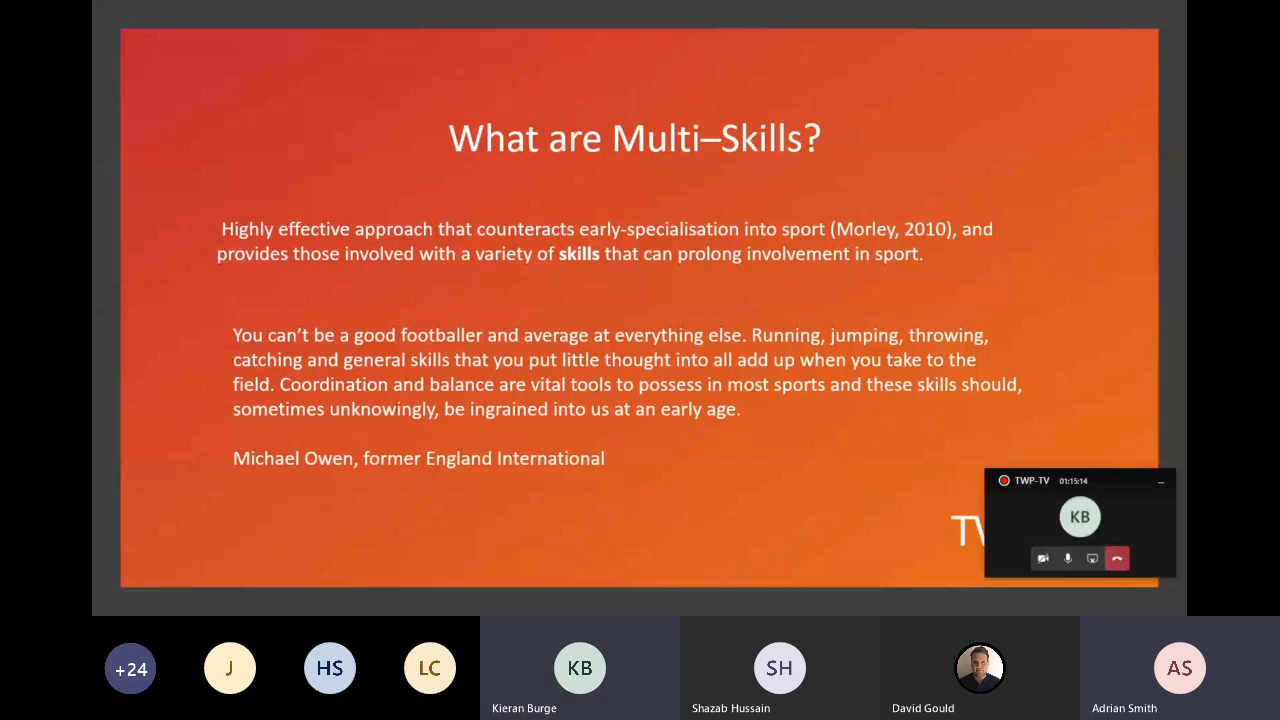 What are Multi–Skills?
Highly effective approach that counteracts early-specialisation into sport (Morley, 2010), and
provides those involved with a variety of skills that can prolong involvement in sport.
You can’t be a good footballer and average at everything else. Running, jumping, throwing,
catching and general skills that you put little thought into all add up when you take to the
field. Coordination and balance are vital tools to possess in most sports and these skills should,
sometimes unknowingly, be ingrained into us at an early age.
Michael Owen, former England International
TWP-TV 01:15:14
KB
+24
J
HS
LC
KB
SH
AS
Kieran Burge
Shazab Hussain
David Gould
Adrian Smith